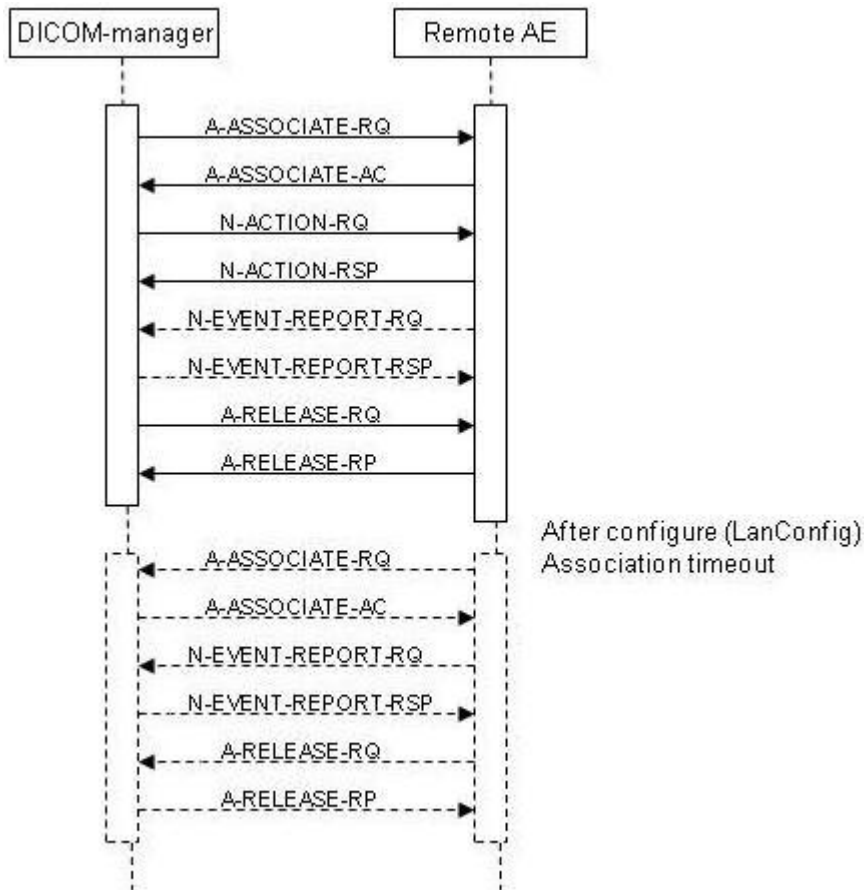 DICOM-manager
Remote AE
A-ASSOCIATE-RQ
A-ASSOCIATE-AC
N-ACTION-RQ
N-ACTION-RSP
N-EVENT-REPORT-RQ
N-EVENT-REPORT-RSP
A-RELEASE-RQ
A-RELEASE-RP
After configure (LanConfig)
Association timeout
A-ASSOCIATE-RQ
A-ASSOCIATE-AC
N-EVENT-REPORT-RQ
N-EVENT-REPORT-RSP
A-RELEASE-RQ
A-RELEASE-RP